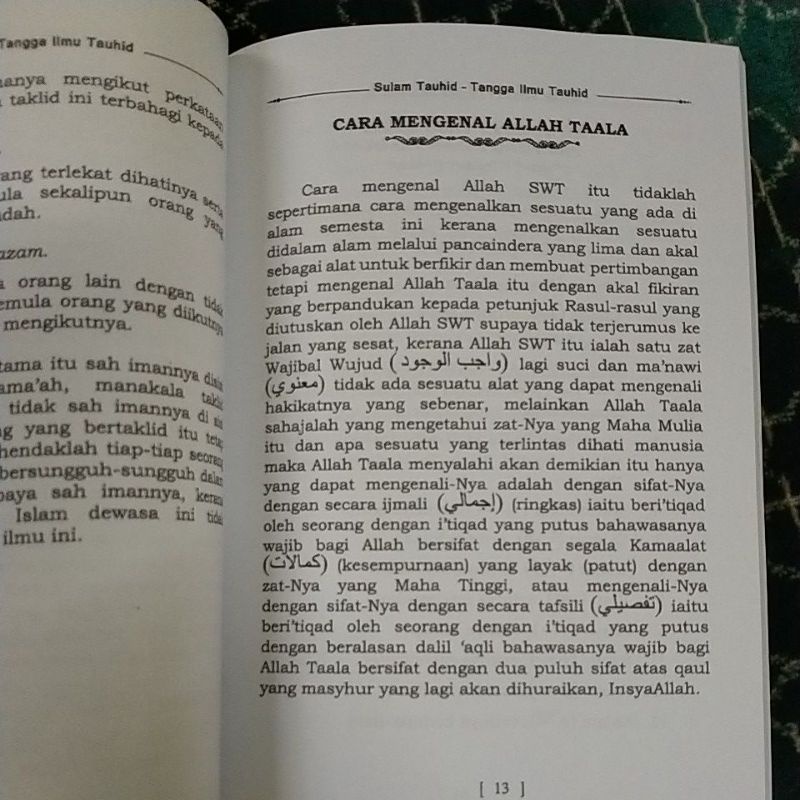 Tangga Ilmu Tauhid
mengikut perkataan
taklid ini terbahagi kepada
terlekat dihatinya serta
sekalipun orang yang
orang lain dengan tidak
orang yang diikutnya
mengikutnya.
itu sah imannya disisi
manakala
tidak sah imannya di sisi
yang bertaklid itu
tiap-tiap seorang
bersungguh-sungguh dalam
sah imannya, kerana
Islam dewasa ini tidak
ilmu ini.
Sulam Tauhid - Tangga Ilmu Tauhid
CARA MENGENAL ALLAH TAALA
Cara mengenal Allah SWT itu tidaklah
sepertimana cara mengenalkan sesuatu yang ada di
alam semesta ini kerana mengenalkan sesuatu
didalam alam melalui pancaindera yang lima dan akal
sebagai alat untuk berfikir dan membuat pertimbangan
tetapi mengenal Allah Taala itu dengan akal fikiran
yang berpandukan kepada petunjuk Rasul-rasul yang
diutuskan oleh Allah SWT supaya tidak terjerumus ke
jalan yang sesat, kerana Allah SWT itu ialah satu zat
Wajibal Wujud (واجب الوجود) lagi suci dan ma'nawi
(معنوي) tidak ada sesuatu alat yang dapat mengenali
hakikatnya yang sebenar, melainkan Allah Taala
sahajalah yang mengetahui zat-Nya yang Maha Mulia
itu dan apa sesuatu yang terlintas dihati manusia
maka Allah Taala menyalahi akan demikian itu hanya
yang dapat mengenali-Nya adalah dengan sifat-Nya
dengan secara ijmali (إجمالي) (ringkas) iaitu beri'tiqad
oleh seorang dengan i'tiqad yang putus bahawasanya
wajib bagi Allah bersifat dengan segala Kamaalat
(كمالات) (kesempurnaan) yang layak (patut) dengan
zat-Nya yang Maha Tinggi, atau mengenali-Nya
dengan sifat-Nya dengan secara tafsili (تفصيلي) iaitu
beri'tiqad oleh seorang dengan i'tiqad yang putus
dengan beralasan dalil 'aqli bahawasanya wajib bagi
Allah Taala bersifat dengan dua puluh sifat atas qaul
yang masyhur yang lagi akan dihuraikan, InsyaAllah.
[ 13 ]